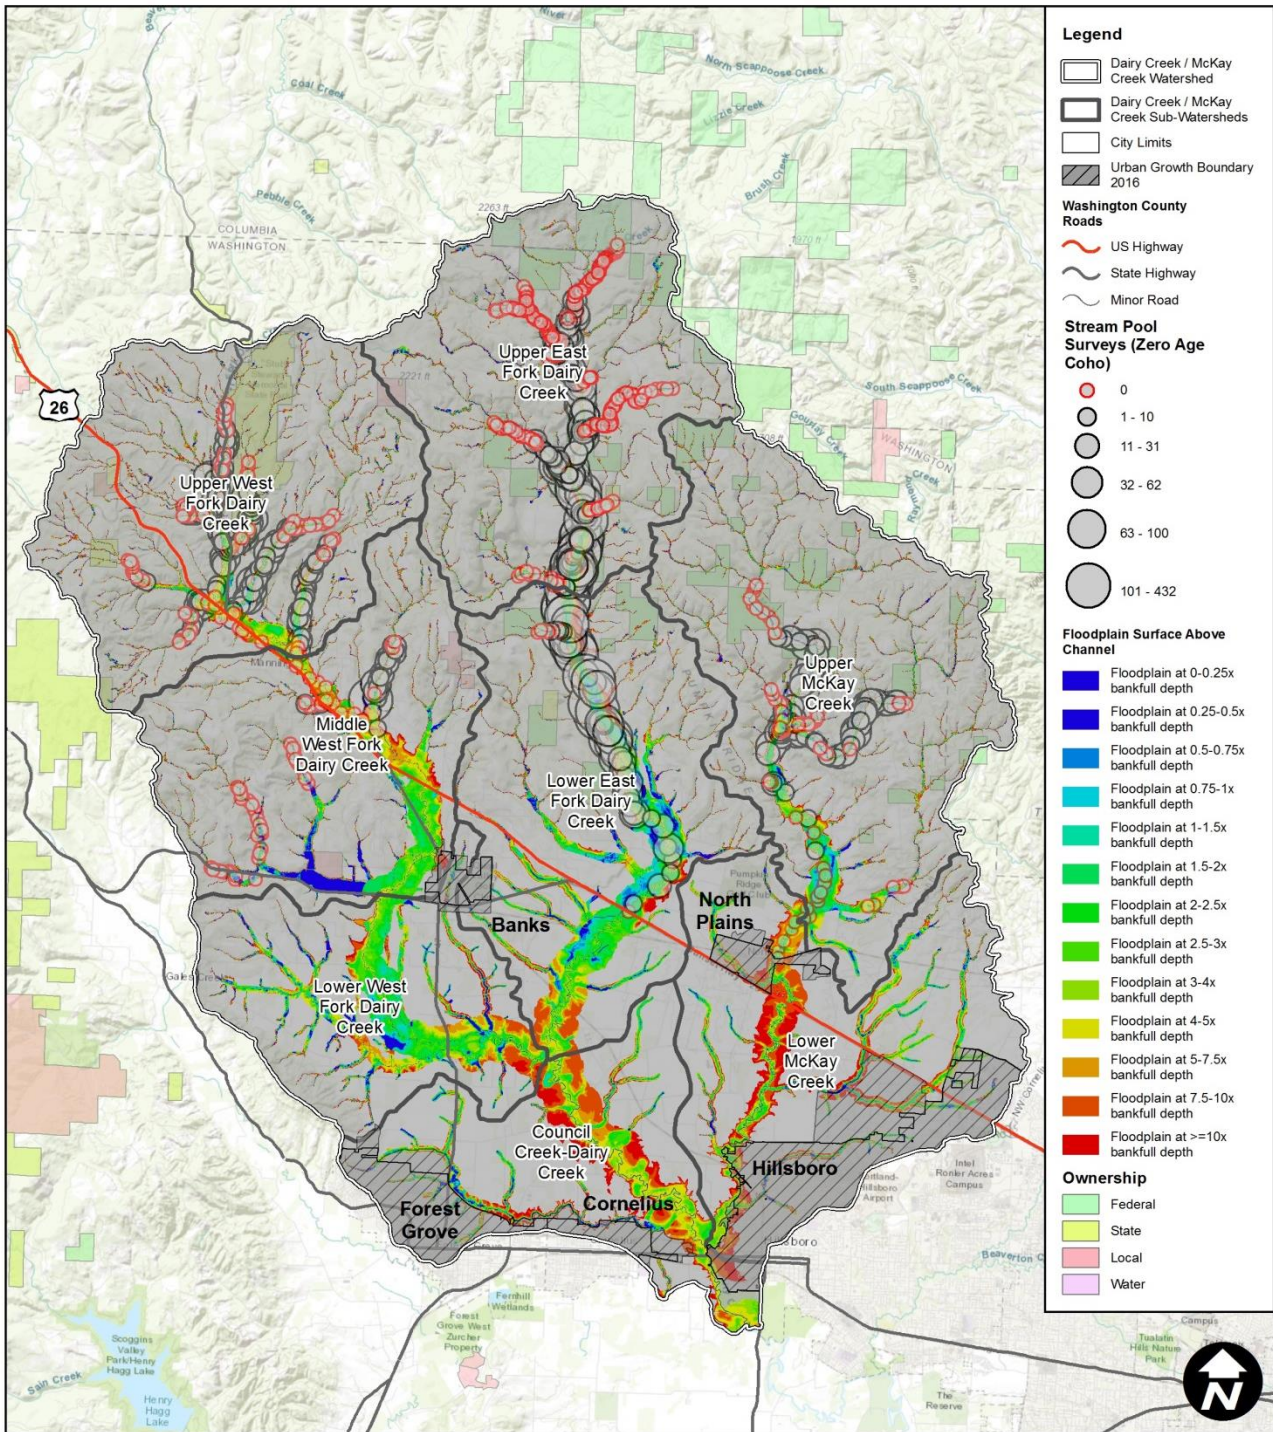 Beaver
River
North Scappoose Creek
Coal Creek
Lizzie Creek
Brush Creek
Pebble Creek
2263 ft
COLUMBIA
WASHINGTON
1970 ft
Upper East
Fork Dairy
Creek
South Scappoose Creek
2221 ft
26
Gourlay Creek
WASHINGTON
Upper West
Fork Dairy
Creek
Manning
Upper
McKay
Creek
Middle
West Fork
Dairy Creek
Lower East
Fork Dairy
Creek
Pumpkin
Ridge
Club
North
Plains
Banks
Gales Creek
Lower West
Fork Dairy
Creek
Lower
McKay
Creek
Council
Creek-Dairy
Creek
Hillsboro
Intel
Ronler Acres
Campus
Hillsboro
Airport
Cornelius
Forest
Grove
Beaverton
Fernhill
Wetlands
Forest
Grove West
Zurcher
Property
Scoggins
Valley
Park/Henry
Hagg Lake
Sain Creek
Henry
Hagg
Lake
The
Reserve
Campus
Tualatin
Hills Nature
Park
N
Legend
Dairy Creek / McKay
Creek Watershed
Dairy Creek / McKay
Creek Sub-Watersheds
City Limits
Urban Growth Boundary
2016
Washington County
Roads
US Highway
State Highway
Minor Road
Stream Pool
Surveys (Zero Age
Coho)
0
1 - 10
11 - 31
32 - 62
63 - 100
101 - 432
Floodplain Surface Above
Channel
Floodplain at 0-0.25x
bankfull depth
Floodplain at 0.25-0.5x
bankfull depth
Floodplain at 0.5-0.75x
bankfull depth
Floodplain at 0.75-1x
bankfull depth
Floodplain at 1-1.5x
bankfull depth
Floodplain at 1.5-2x
bankfull depth
Floodplain at 2-2.5x
bankfull depth
Floodplain at 2.5-3x
bankfull depth
Floodplain at 3-4x
bankfull depth
Floodplain at 4-5x
bankfull depth
Floodplain at 5-7.5x
bankfull depth
Floodplain at 7.5-10x
bankfull depth
Floodplain at >=10x
bankfull depth
Ownership
Federal
State
Local
Water